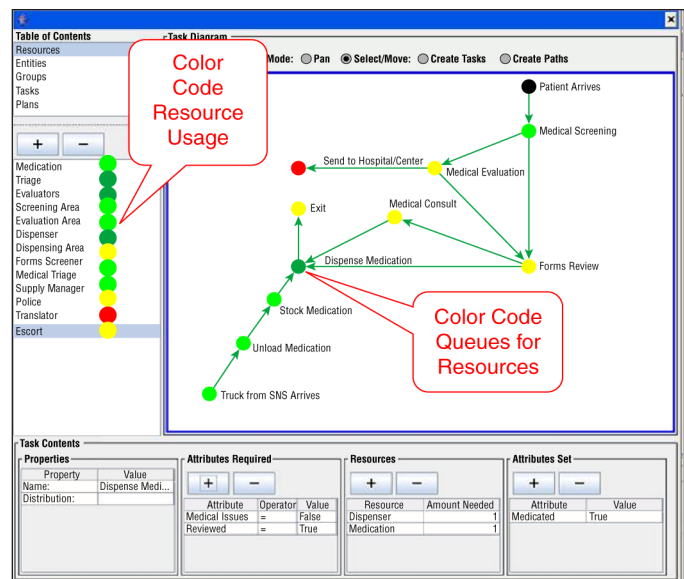 Table of Contents
Resources
Entities
Groups
Tasks
Plans
+ −
Medication
Triage
Evaluators
Screening Area
Evaluation Area
Dispenser
Dispensing Area
Forms Screener
Medical Triage
Supply Manager
Police
Translator
Escort
Color
Code
Resource
Usage
Task Diagram
Mode: Pan Select/Move: Create Tasks Create Paths
Patient Arrives
Medical Screening
Send to Hospital/Center
Medical Evaluation
Medical Consult
Exit
Dispense Medication
Forms Review
Stock Medication
Unload Medication
Truck from SNS Arrives
Color Code
Queues for
Resources
Task Contents
Properties
Property Value
Name: Dispense Medi...
Distribution:
Attributes Required
+ −
Attribute Operator Value
Medical Issues = False
Reviewed = True
Resources
+ −
Resource Amount Needed
Dispenser 1
Medication 1
Attributes Set
+ −
Attribute Value
Medicated True